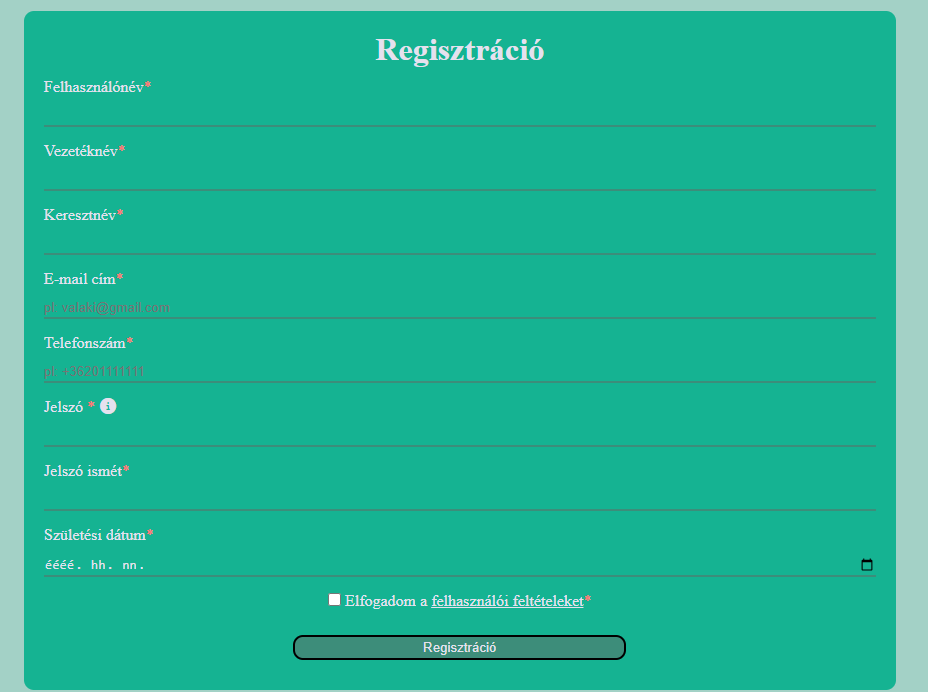 Regisztráció
Felhasználónév*
Vezetéknév*
Keresztnév*
E-mail cím*
pl. valaki@gmail.com
Telefonszám*
pl. +36201111111
Jelszó * i
Jelszó ismét*
Születési dátum*
éééé. hh. nn.
Elfogadom a felhasználói feltételeket*
Regisztráció